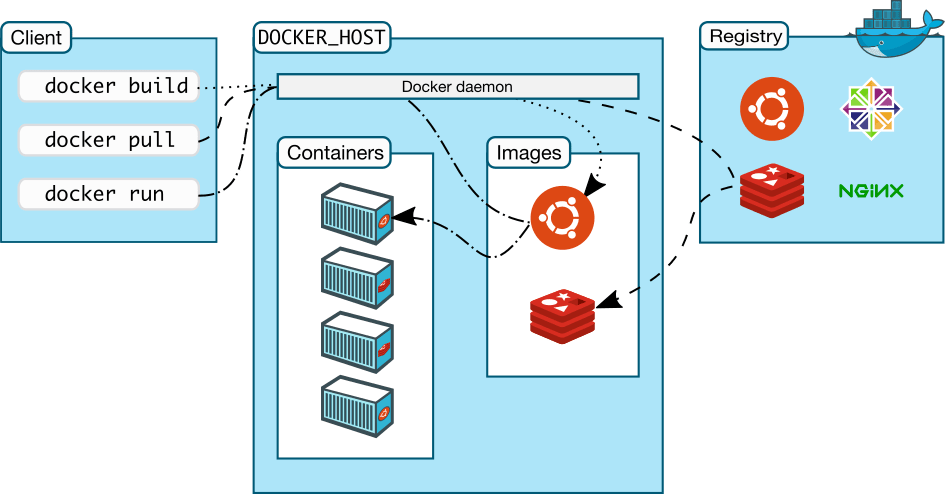 Client
docker build
docker pull
docker run
DOCKER_HOST
Docker daemon
Containers
Images
Registry
NGINX